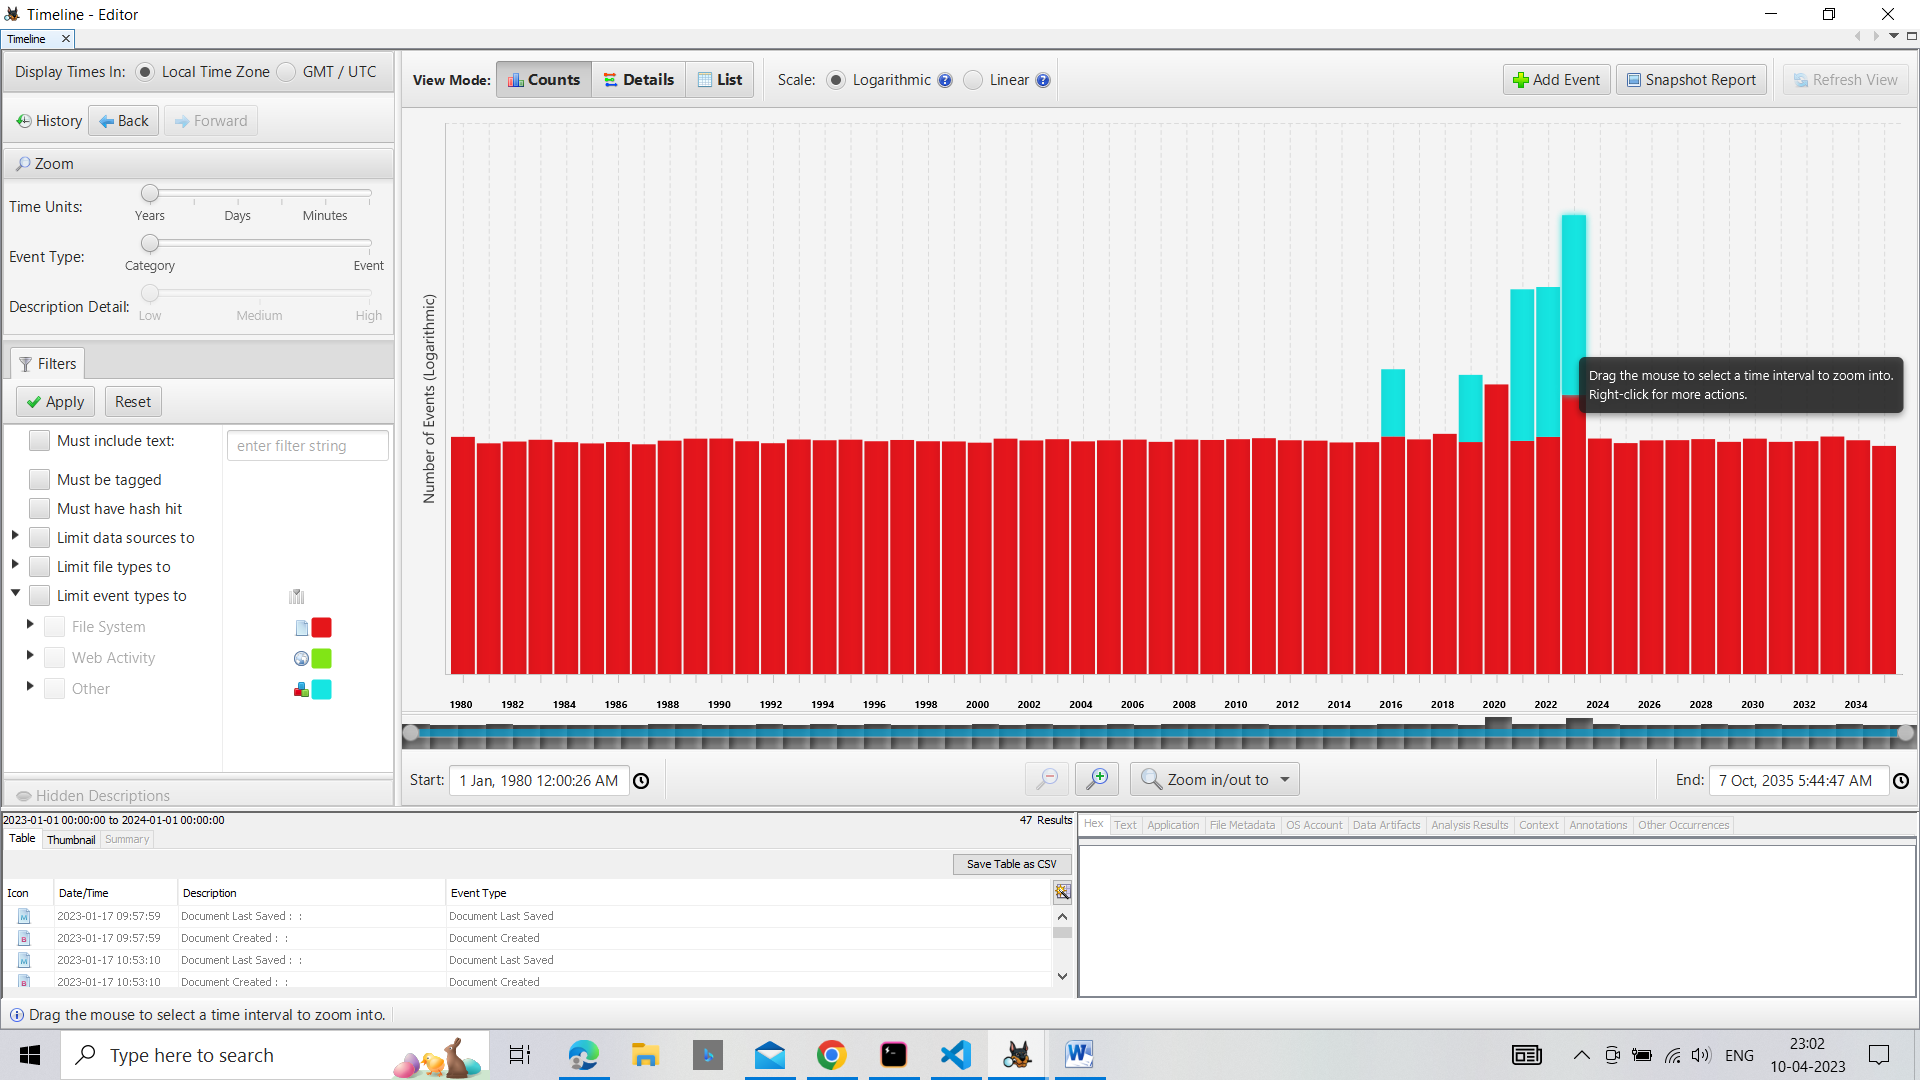 Timeline - Editor
Timeline
Display Times In: Local Time Zone GMT / UTC
History Back Forward
Zoom
Time Units:
Years Days Minutes
Event Type:
Category Event
Description Detail:
Low Medium High
Filters
Apply Reset
Must include text: enter filter string
Must be tagged
Must have hash hit
Limit data sources to
Limit file types to
Limit event types to
File System
Web Activity
Other
Hidden Descriptions
View Mode: Counts Details List Scale: Logarithmic Linear Add Event Snapshot Report Refresh View
Number of Events (Logarithmic)
Drag the mouse to select a time interval to zoom into.
Right-click for more actions.
1980 1982 1984 1986 1988 1990 1992 1994 1996 1998 2000 2002 2004 2006 2008 2010 2012 2014 2016 2018 2020 2022 2024 2026 2028 2030 2032 2034
Start: 1 Jan, 1980 12:00:26 AM Zoom in/out to End: 7 Oct, 2035 5:44:47 AM
2023-01-01 00:00:00 to 2024-01-01 00:00:00 47 Results
Table Thumbnail Summary
Save Table as CSV
Icon Date/Time Description Event Type
2023-01-17 09:57:59 Document Last Saved : : Document Last Saved
2023-01-17 09:57:59 Document Created : : Document Created
2023-01-17 10:53:10 Document Last Saved : : Document Last Saved
2023-01-17 10:53:10 Document Created : : Document Created
Hex Text Application File Metadata OS Account Data Artifacts Analysis Results Context Annotations Other Occurrences
Drag the mouse to select a time interval to zoom into.
Type here to search
ENG
23:02
10-04-2023